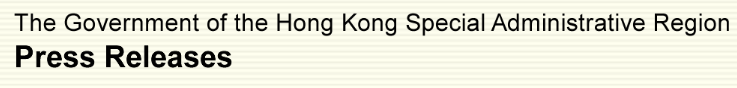 The Government of the Hong Kong Special Administrative Region
Press Releases